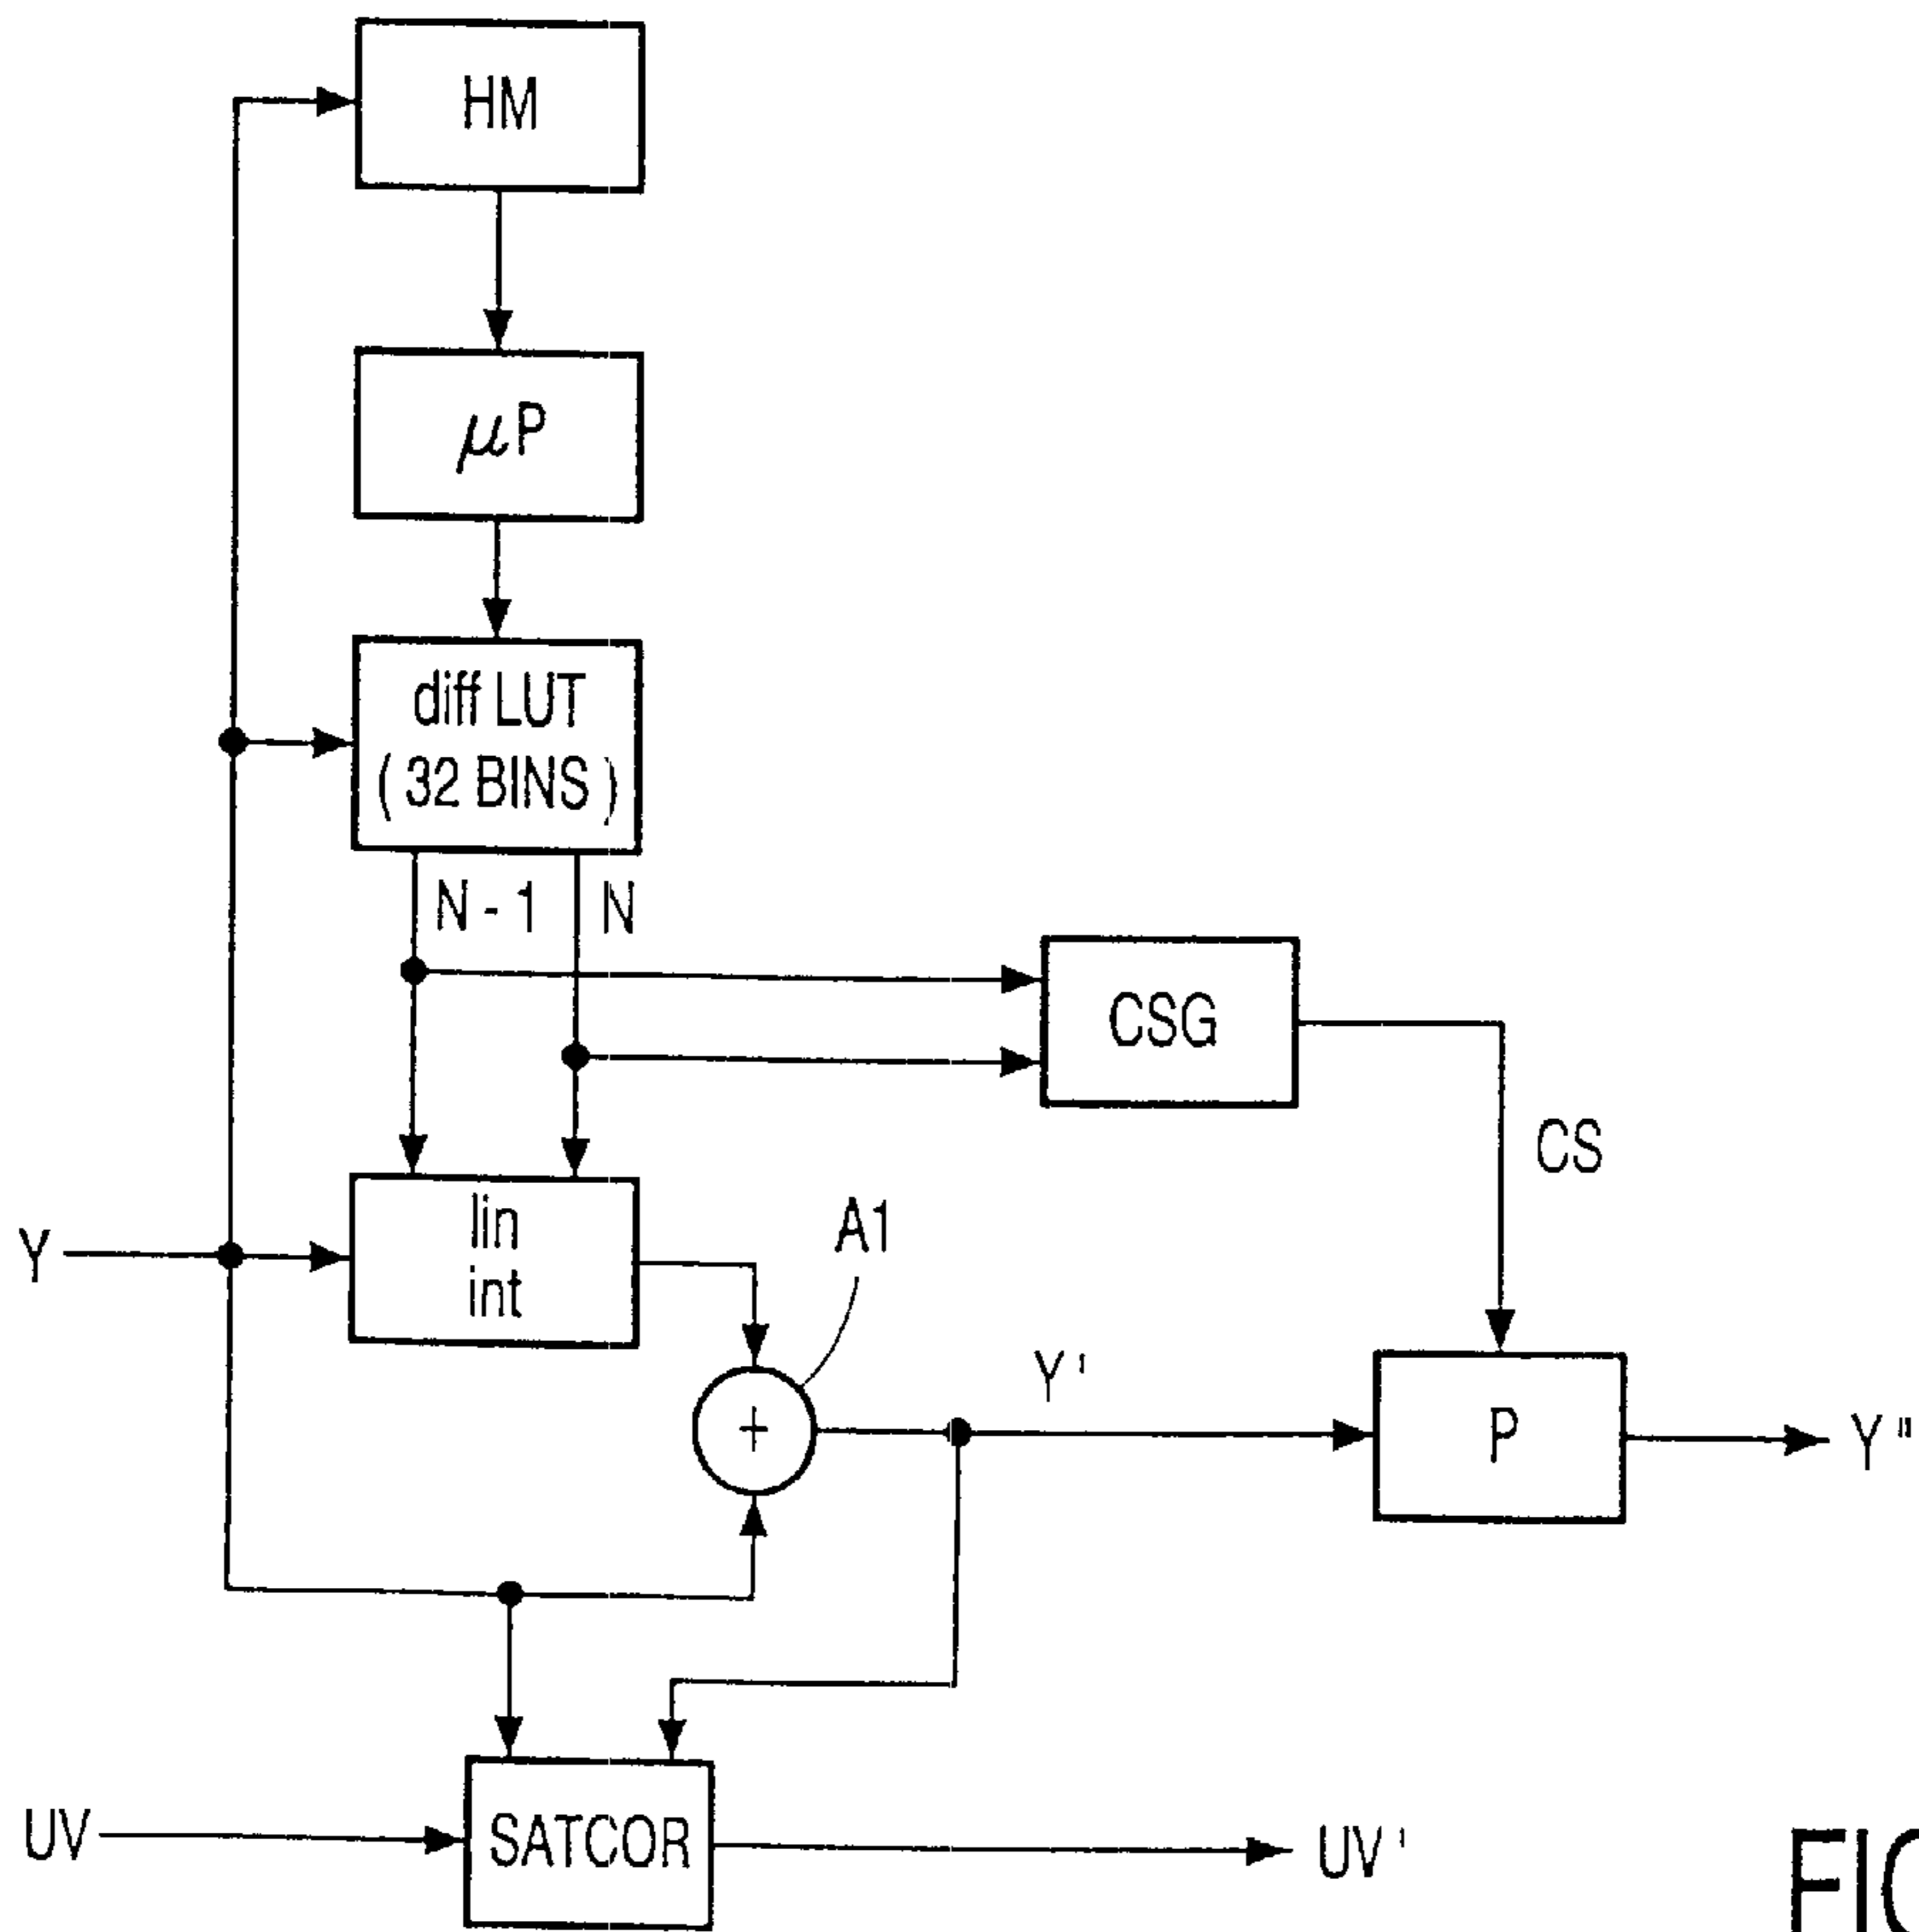 HM
μP
diff LUT
( 32 BINS )
N - 1
N
CSG
CS
Y
lin
int
A1
+
Y'
P
Y"
UV
SATCOR
UV'